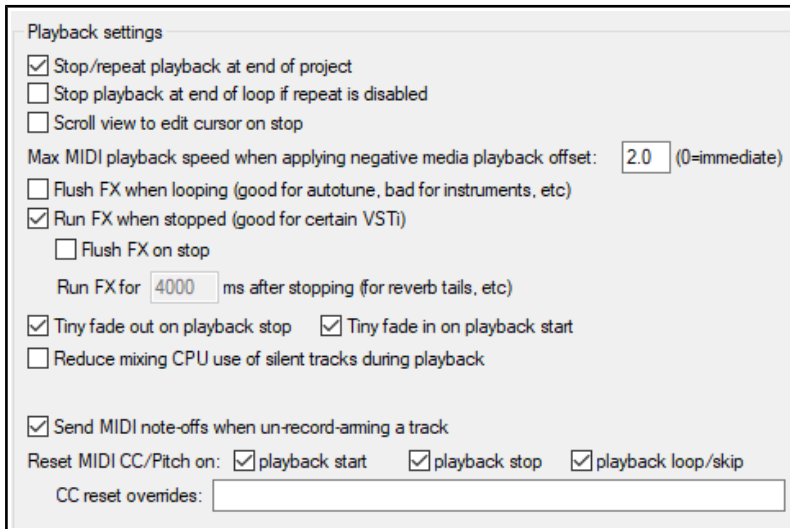 Playback settings
Stop/repeat playback at end of project
Stop playback at end of loop if repeat is disabled
Scroll view to edit cursor on stop
Max MIDI playback speed when applying negative media playback offset: 2.0 (0=immediate)
Flush FX when looping (good for autotune, bad for instruments, etc)
Run FX when stopped (good for certain VSTi)
Flush FX on stop
Run FX for 4000 ms after stopping (for reverb tails, etc)
Tiny fade out on playback stop Tiny fade in on playback start
Reduce mixing CPU use of silent tracks during playback
Send MIDI note-offs when un-record-arming a track
Reset MIDI CC/Pitch on: playback start playback stop playback loop/skip
CC reset overrides: